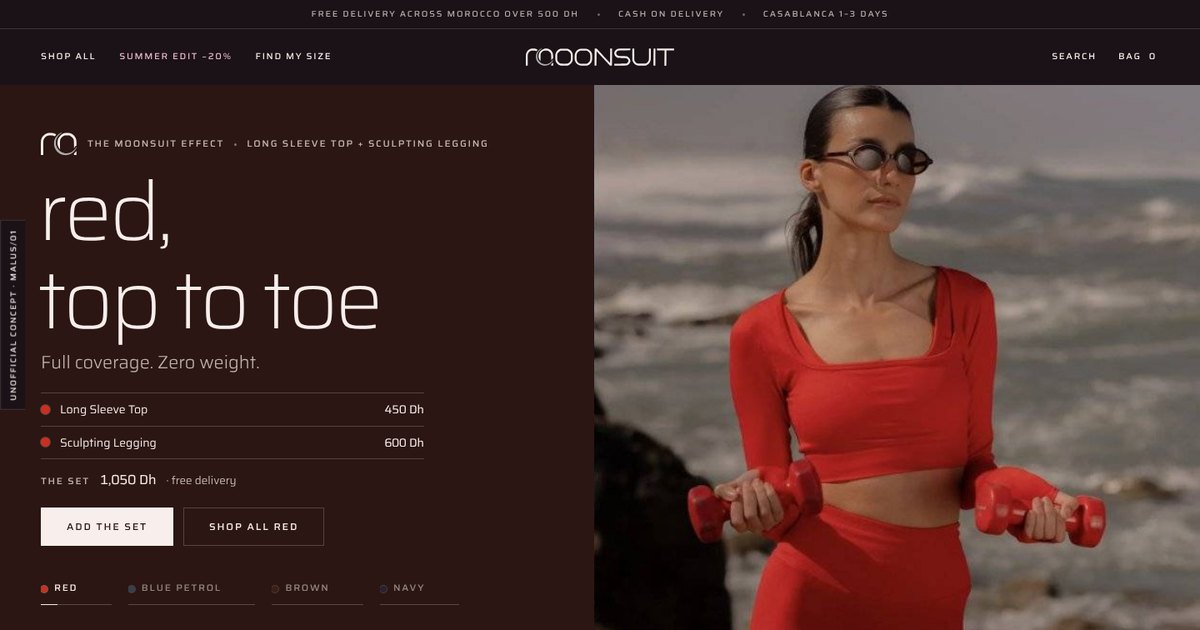 FREE DELIVERY ACROSS MOROCCO OVER 500 DH • CASH ON DELIVERY • CASABLANCA 1–3 DAYS
SHOP ALL SUMMER EDIT –20% FIND MY SIZE
MOONSUIT
SEARCH BAG 0
THE MOONSUIT EFFECT • LONG SLEEVE TOP + SCULPTING LEGGING
red,
top to toe
Full coverage. Zero weight.
Long Sleeve Top 450 Dh
Sculpting Legging 600 Dh
THE SET 1,050 Dh · free delivery
ADD THE SET SHOP ALL RED
RED BLUE PETROL BROWN NAVY
UNOFFICIAL CONCEPT · MALUS/01